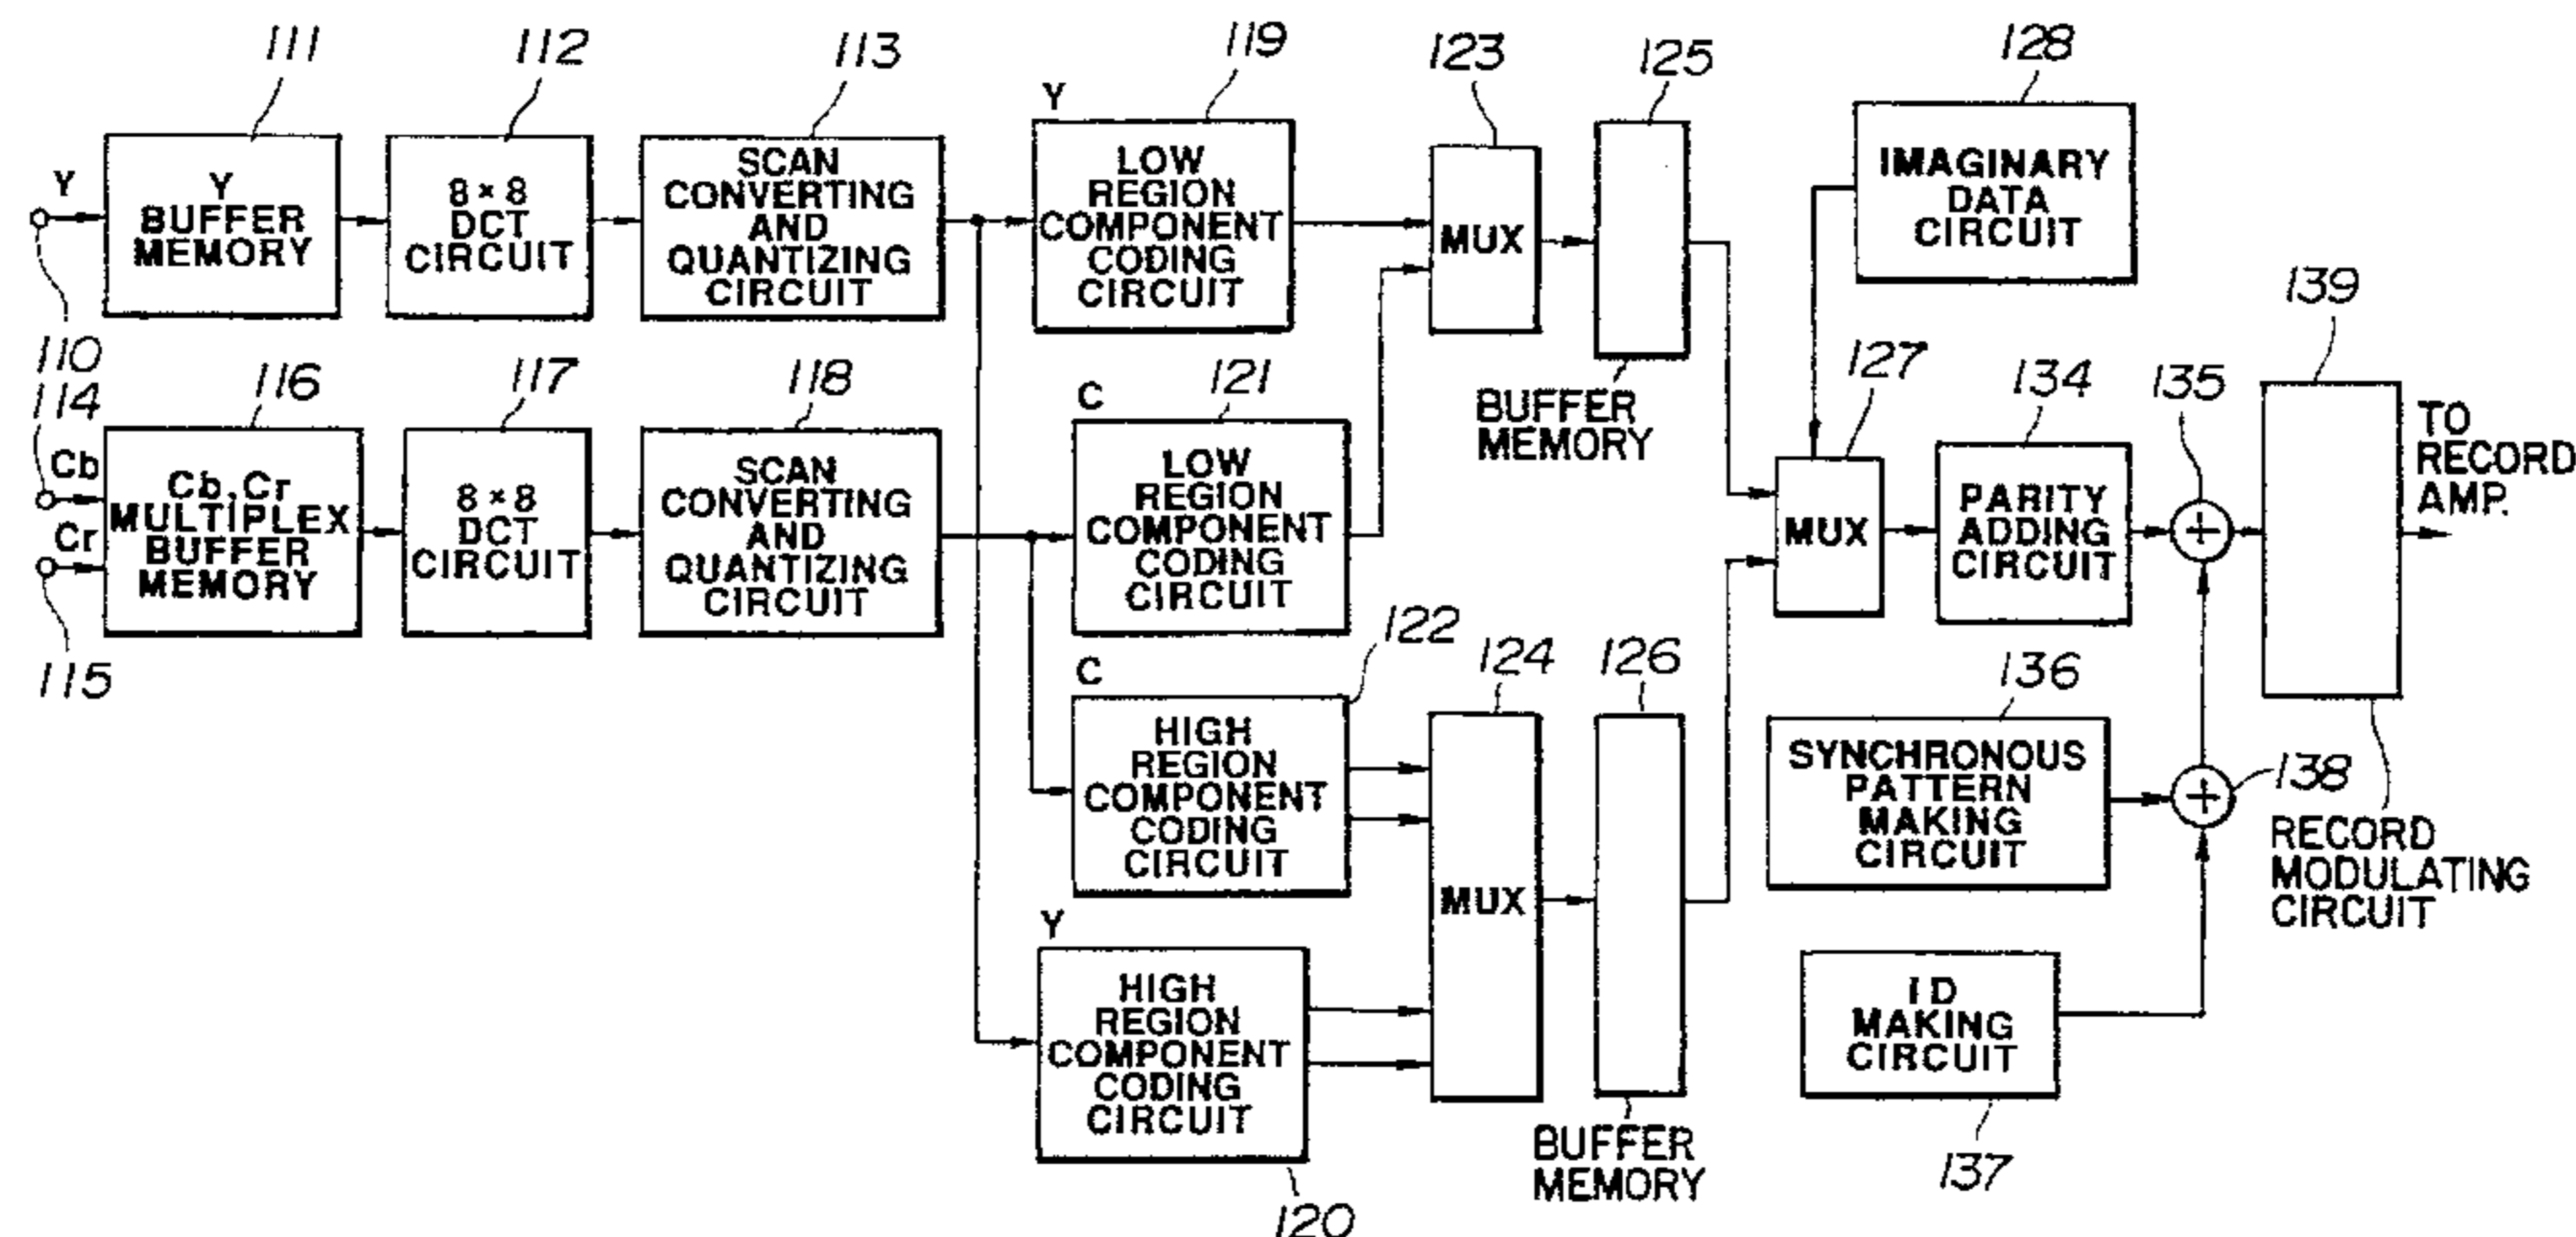 111
112
113
119
123
125
128
Y
Y
BUFFER
MEMORY
8×8
DCT
CIRCUIT
SCAN
CONVERTING
AND
QUANTIZING
CIRCUIT
Y
LOW
REGION
COMPONENT
CODING
CIRCUIT
MUX
BUFFER
MEMORY
IMAGINARY
DATA
CIRCUIT
139
110
114
116
117
118
121
127
134
135
Cb
Cr
Cb,Cr
MULTIPLEX
BUFFER
MEMORY
8×8
DCT
CIRCUIT
SCAN
CONVERTING
AND
QUANTIZING
CIRCUIT
C
LOW
REGION
COMPONENT
CODING
CIRCUIT
MUX
PARITY
ADDING
CIRCUIT
TO
RECORD
AMP.
115
122
124
126
136
138
C
HIGH
REGION
COMPONENT
CODING
CIRCUIT
MUX
SYNCHRONOUS
PATTERN
MAKING
CIRCUIT
RECORD
MODULATING
CIRCUIT
Y
HIGH
REGION
COMPONENT
CODING
CIRCUIT
BUFFER
MEMORY
ID
MAKING
CIRCUIT
120
137